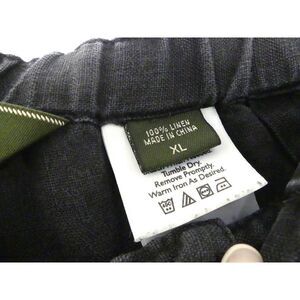 100% LINEN
MADE IN CHINA
XL
Tumble Dry.
Remove Promptly.
Warm Iron As Desired.